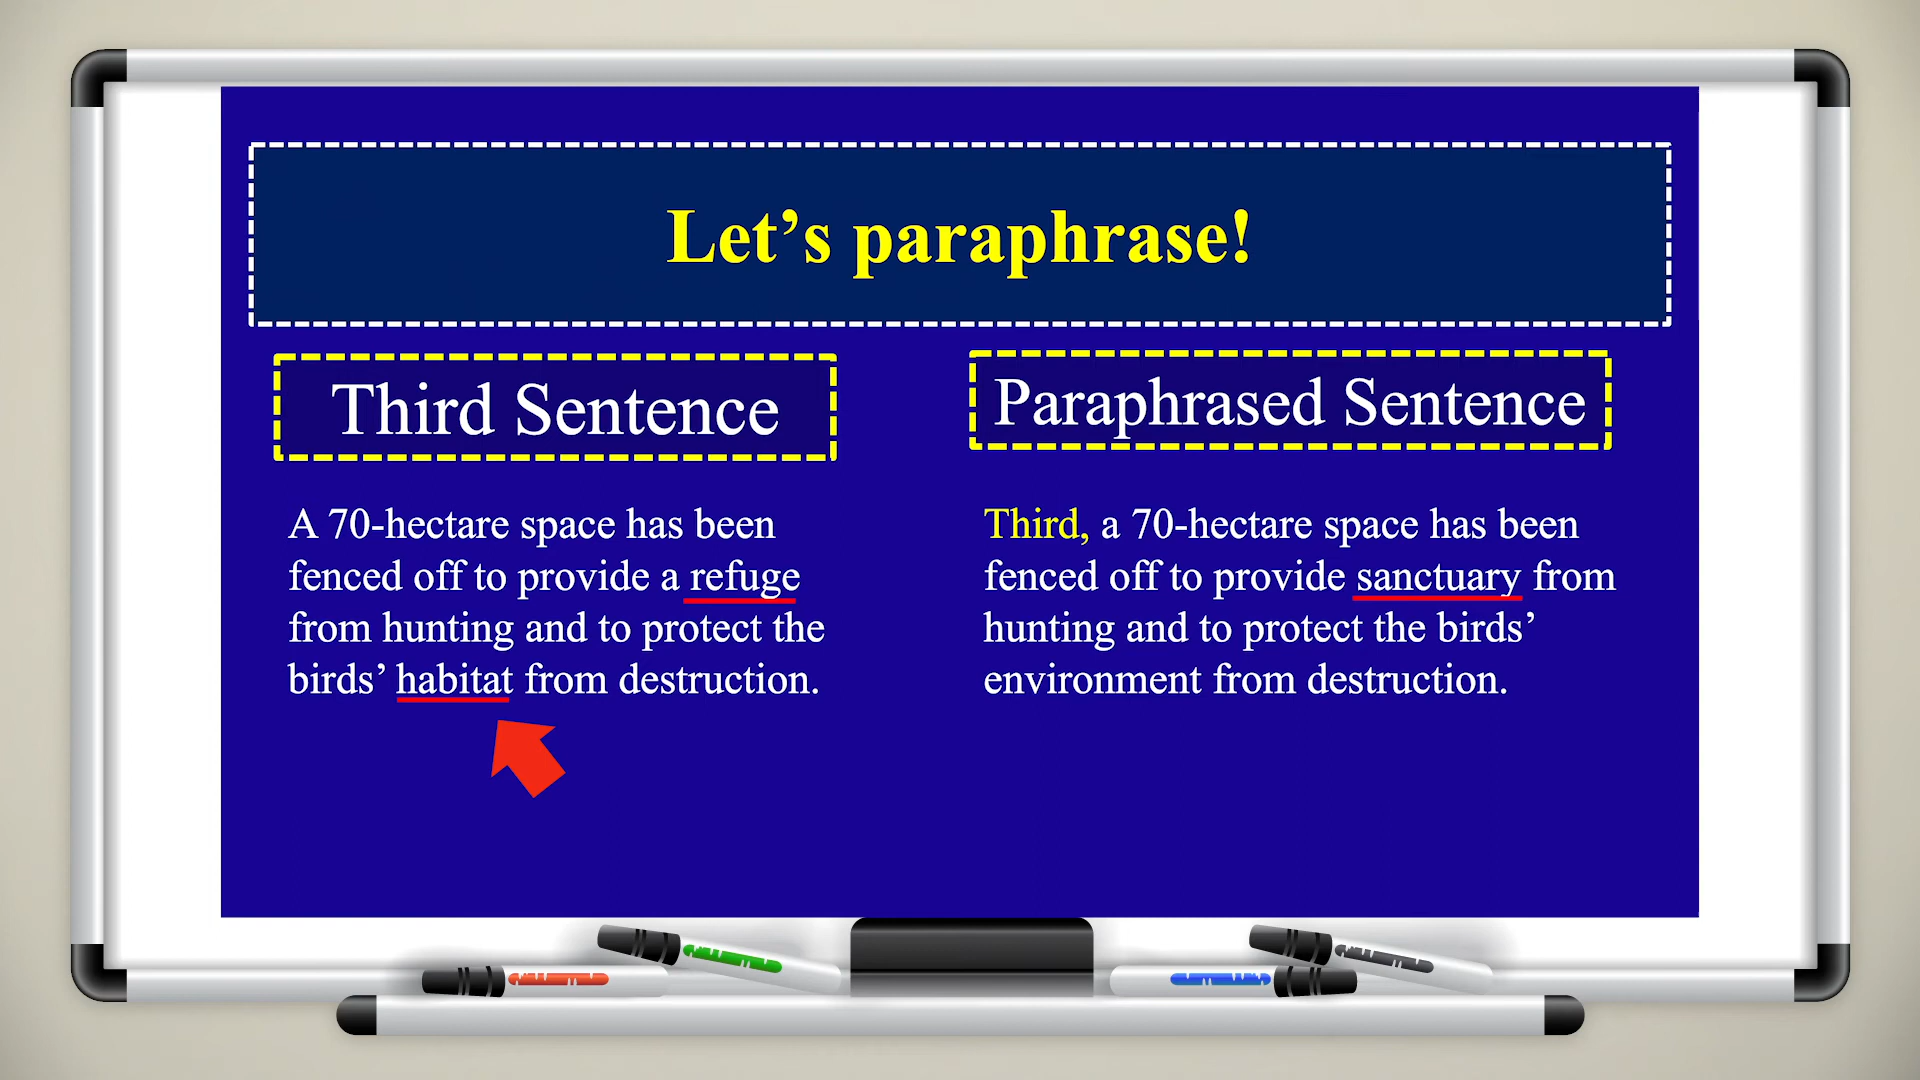 Let’s paraphrase!
Third Sentence
A 70-hectare space has been
fenced off to provide a refuge
from hunting and to protect the
birds’ habitat from destruction.
Paraphrased Sentence
Third, a 70-hectare space has been
fenced off to provide sanctuary from
hunting and to protect the birds’
environment from destruction.